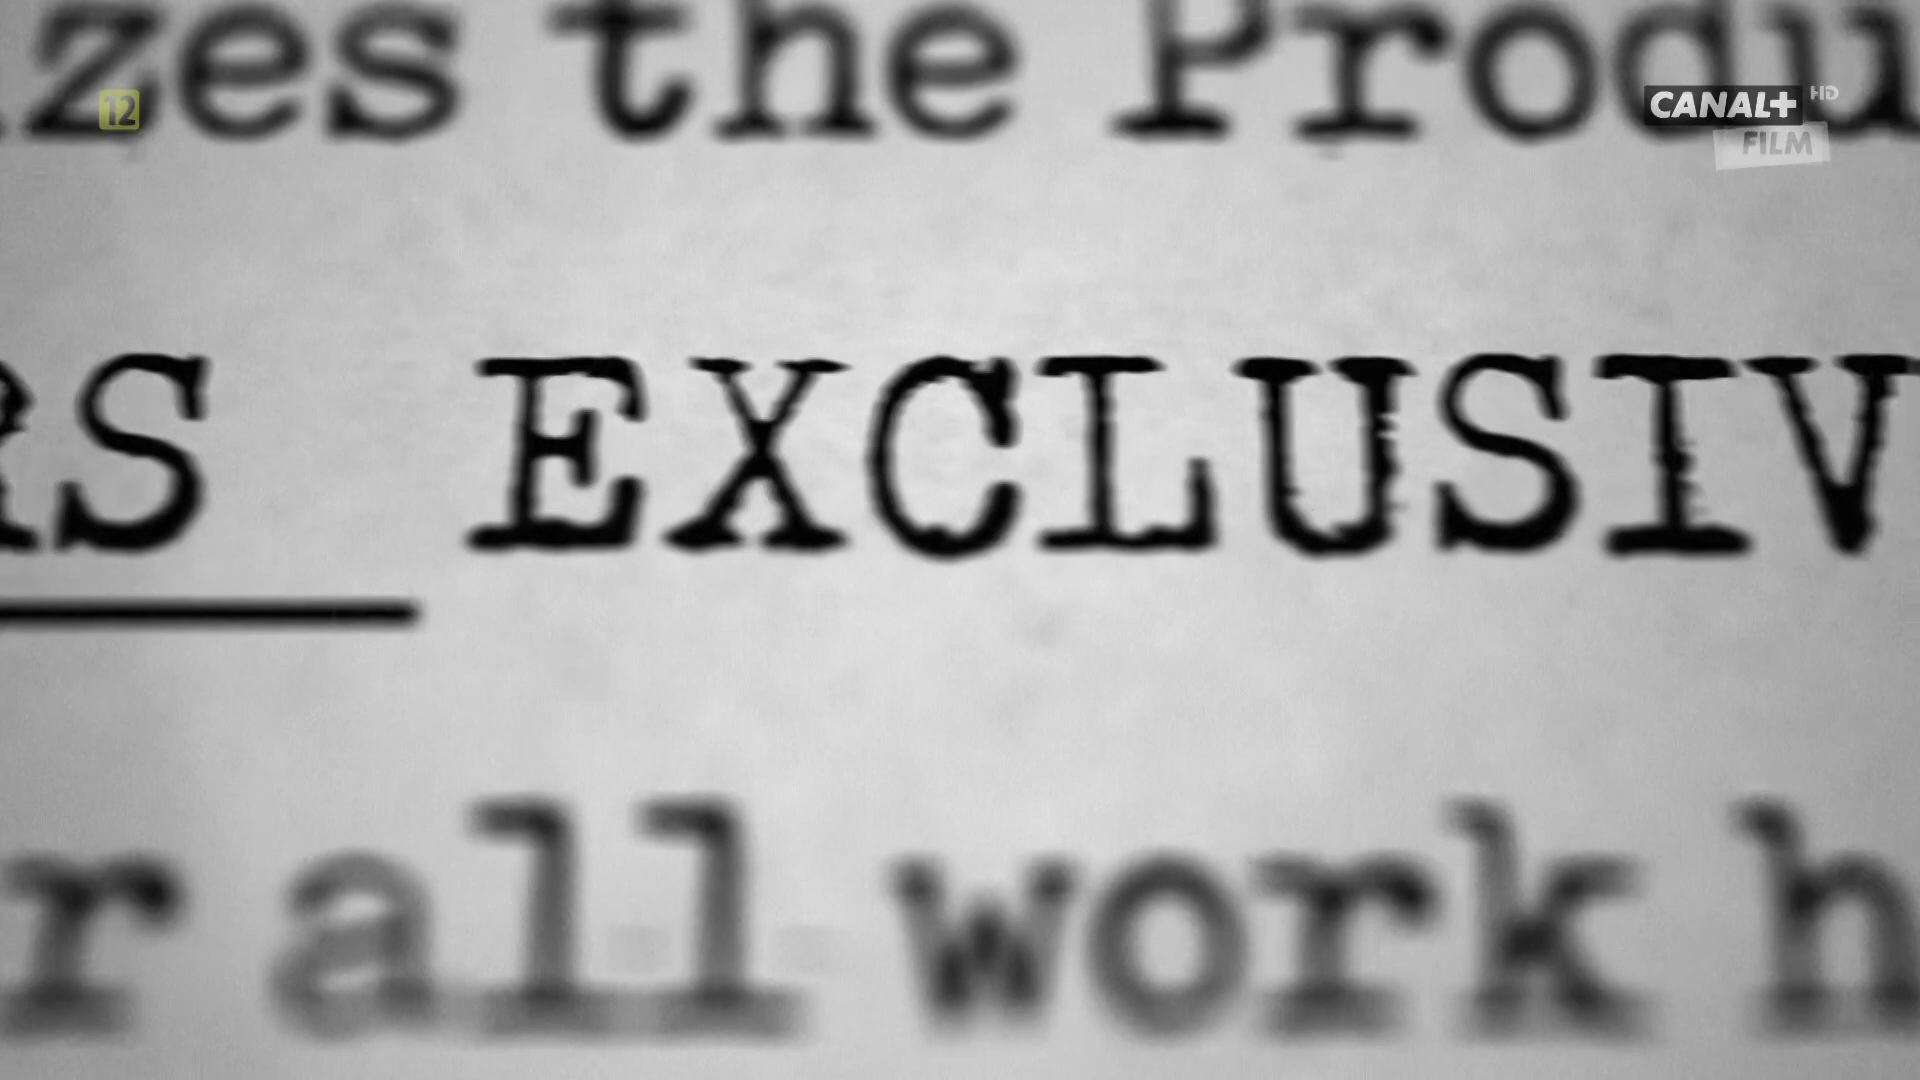 zes the Produ
12
CANAL+ HD
FILM
RS EXCLUSIV
r all work h